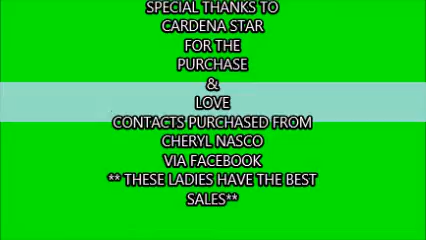 SPECIAL THANKS TO
CARDENA STAR
FOR THE
PURCHASE
&
LOVE
CONTACTS PURCHASED FROM
CHERYL NASCO
VIA FACEBOOK
** THESE LADIES HAVE THE BEST
SALES**